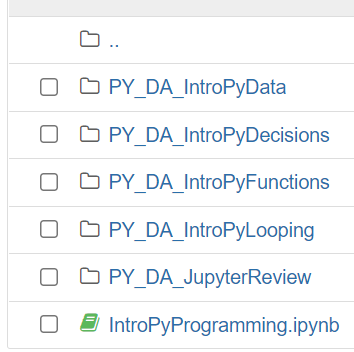 ..
PY_DA_IntroPyData
PY_DA_IntroPyDecisions
PY_DA_IntroPyFunctions
PY_DA_IntroPyLooping
PY_DA_JupyterReview
IntroPyProgramming.ipynb